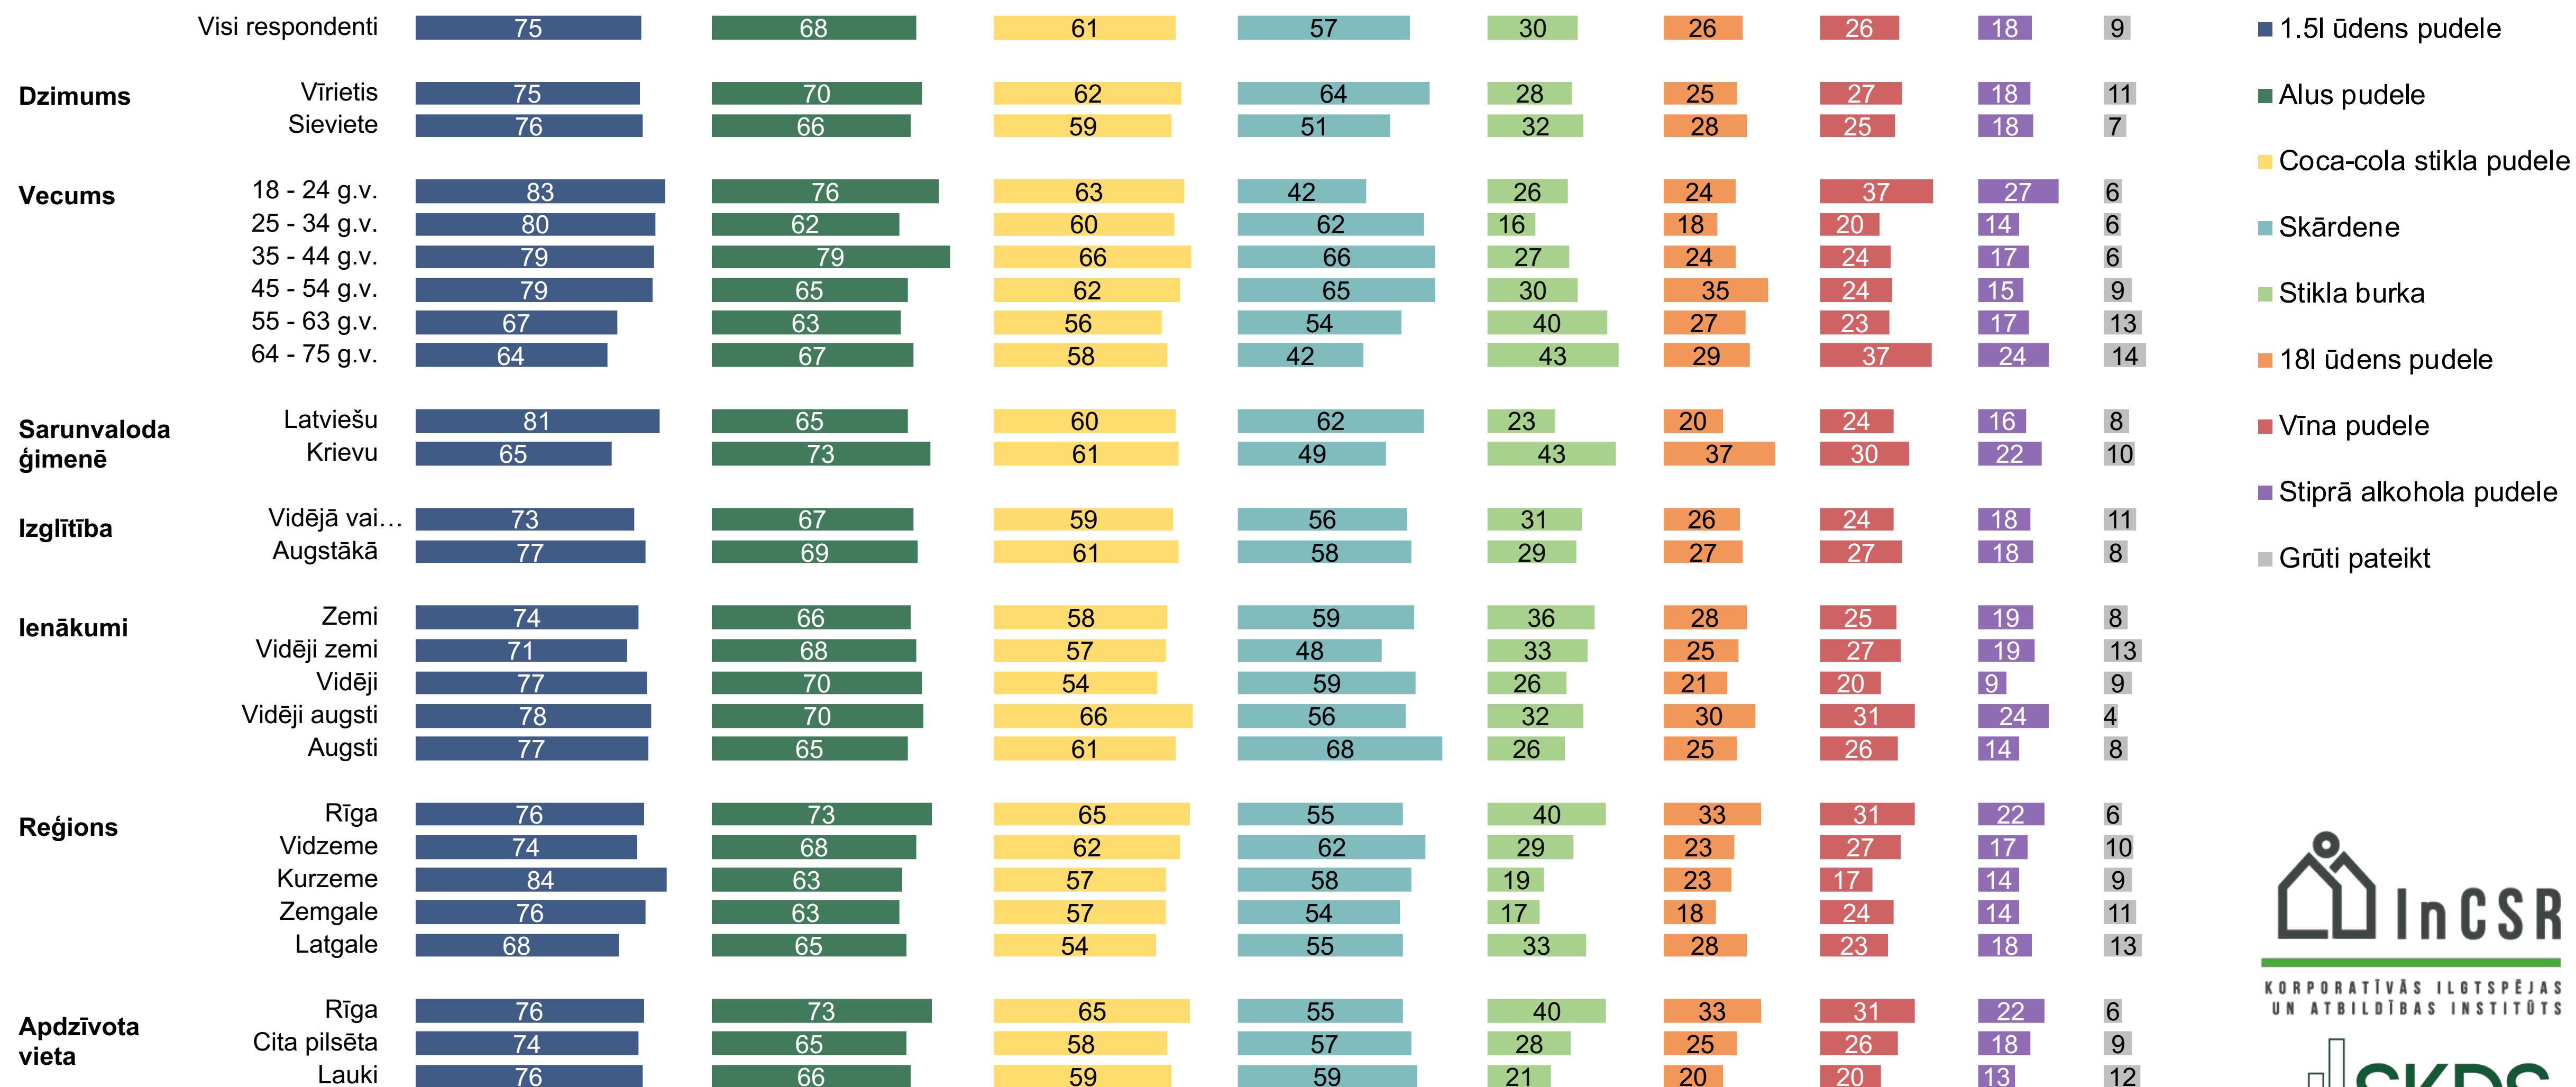 Visi respondenti 75 68 61 57 30 26 26 18 9
Dzimums
Vīrietis 75 70 62 64 28 25 27 18 11
Sieviete 76 66 59 51 32 28 25 18 7
Vecums
18 - 24 g.v. 83 76 63 42 26 24 37 27 6
25 - 34 g.v. 80 62 60 62 16 18 20 14 6
35 - 44 g.v. 79 79 66 66 27 24 24 17 6
45 - 54 g.v. 79 65 62 65 30 35 24 15 9
55 - 63 g.v. 67 63 56 54 40 27 23 17 13
64 - 75 g.v. 64 67 58 42 43 29 37 24 14
Sarunvaloda
ģimenē
Latviešu 81 65 60 62 23 20 24 16 8
Krievu 65 73 61 49 43 37 30 22 10
Izglītība
Vidējā vai… 73 67 59 56 31 26 24 18 11
Augstākā 77 69 61 58 29 27 27 18 8
Ienākumi
Zemi 74 66 58 59 36 28 25 19 8
Vidēji zemi 71 68 57 48 33 25 27 19 13
Vidēji 77 70 54 59 26 21 20 9 9
Vidēji augsti 78 70 66 56 32 30 31 24 4
Augsti 77 65 61 68 26 25 26 14 8
Reģions
Rīga 76 73 65 55 40 33 31 22 6
Vidzeme 74 68 62 62 29 23 27 17 10
Kurzeme 84 63 57 58 19 23 17 14 9
Zemgale 76 63 57 54 17 18 24 14 11
Latgale 68 65 54 55 33 28 23 18 13
Apdzīvota
vieta
Rīga 76 73 65 55 40 33 31 22 6
Cita pilsēta 74 65 58 57 28 25 26 18 9
Lauki 76 66 59 59 21 20 20 13 12
1.5l ūdens pudele
Alus pudele
Coca-cola stikla pudele
Skārdene
Stikla burka
18l ūdens pudele
Vīna pudele
Stiprā alkohola pudele
Grūti pateikt
InCSR
KORPORATĪVĀS ILGTSPĒJAS
UN ATBILDĪBAS INSTITŪTS
SKDS